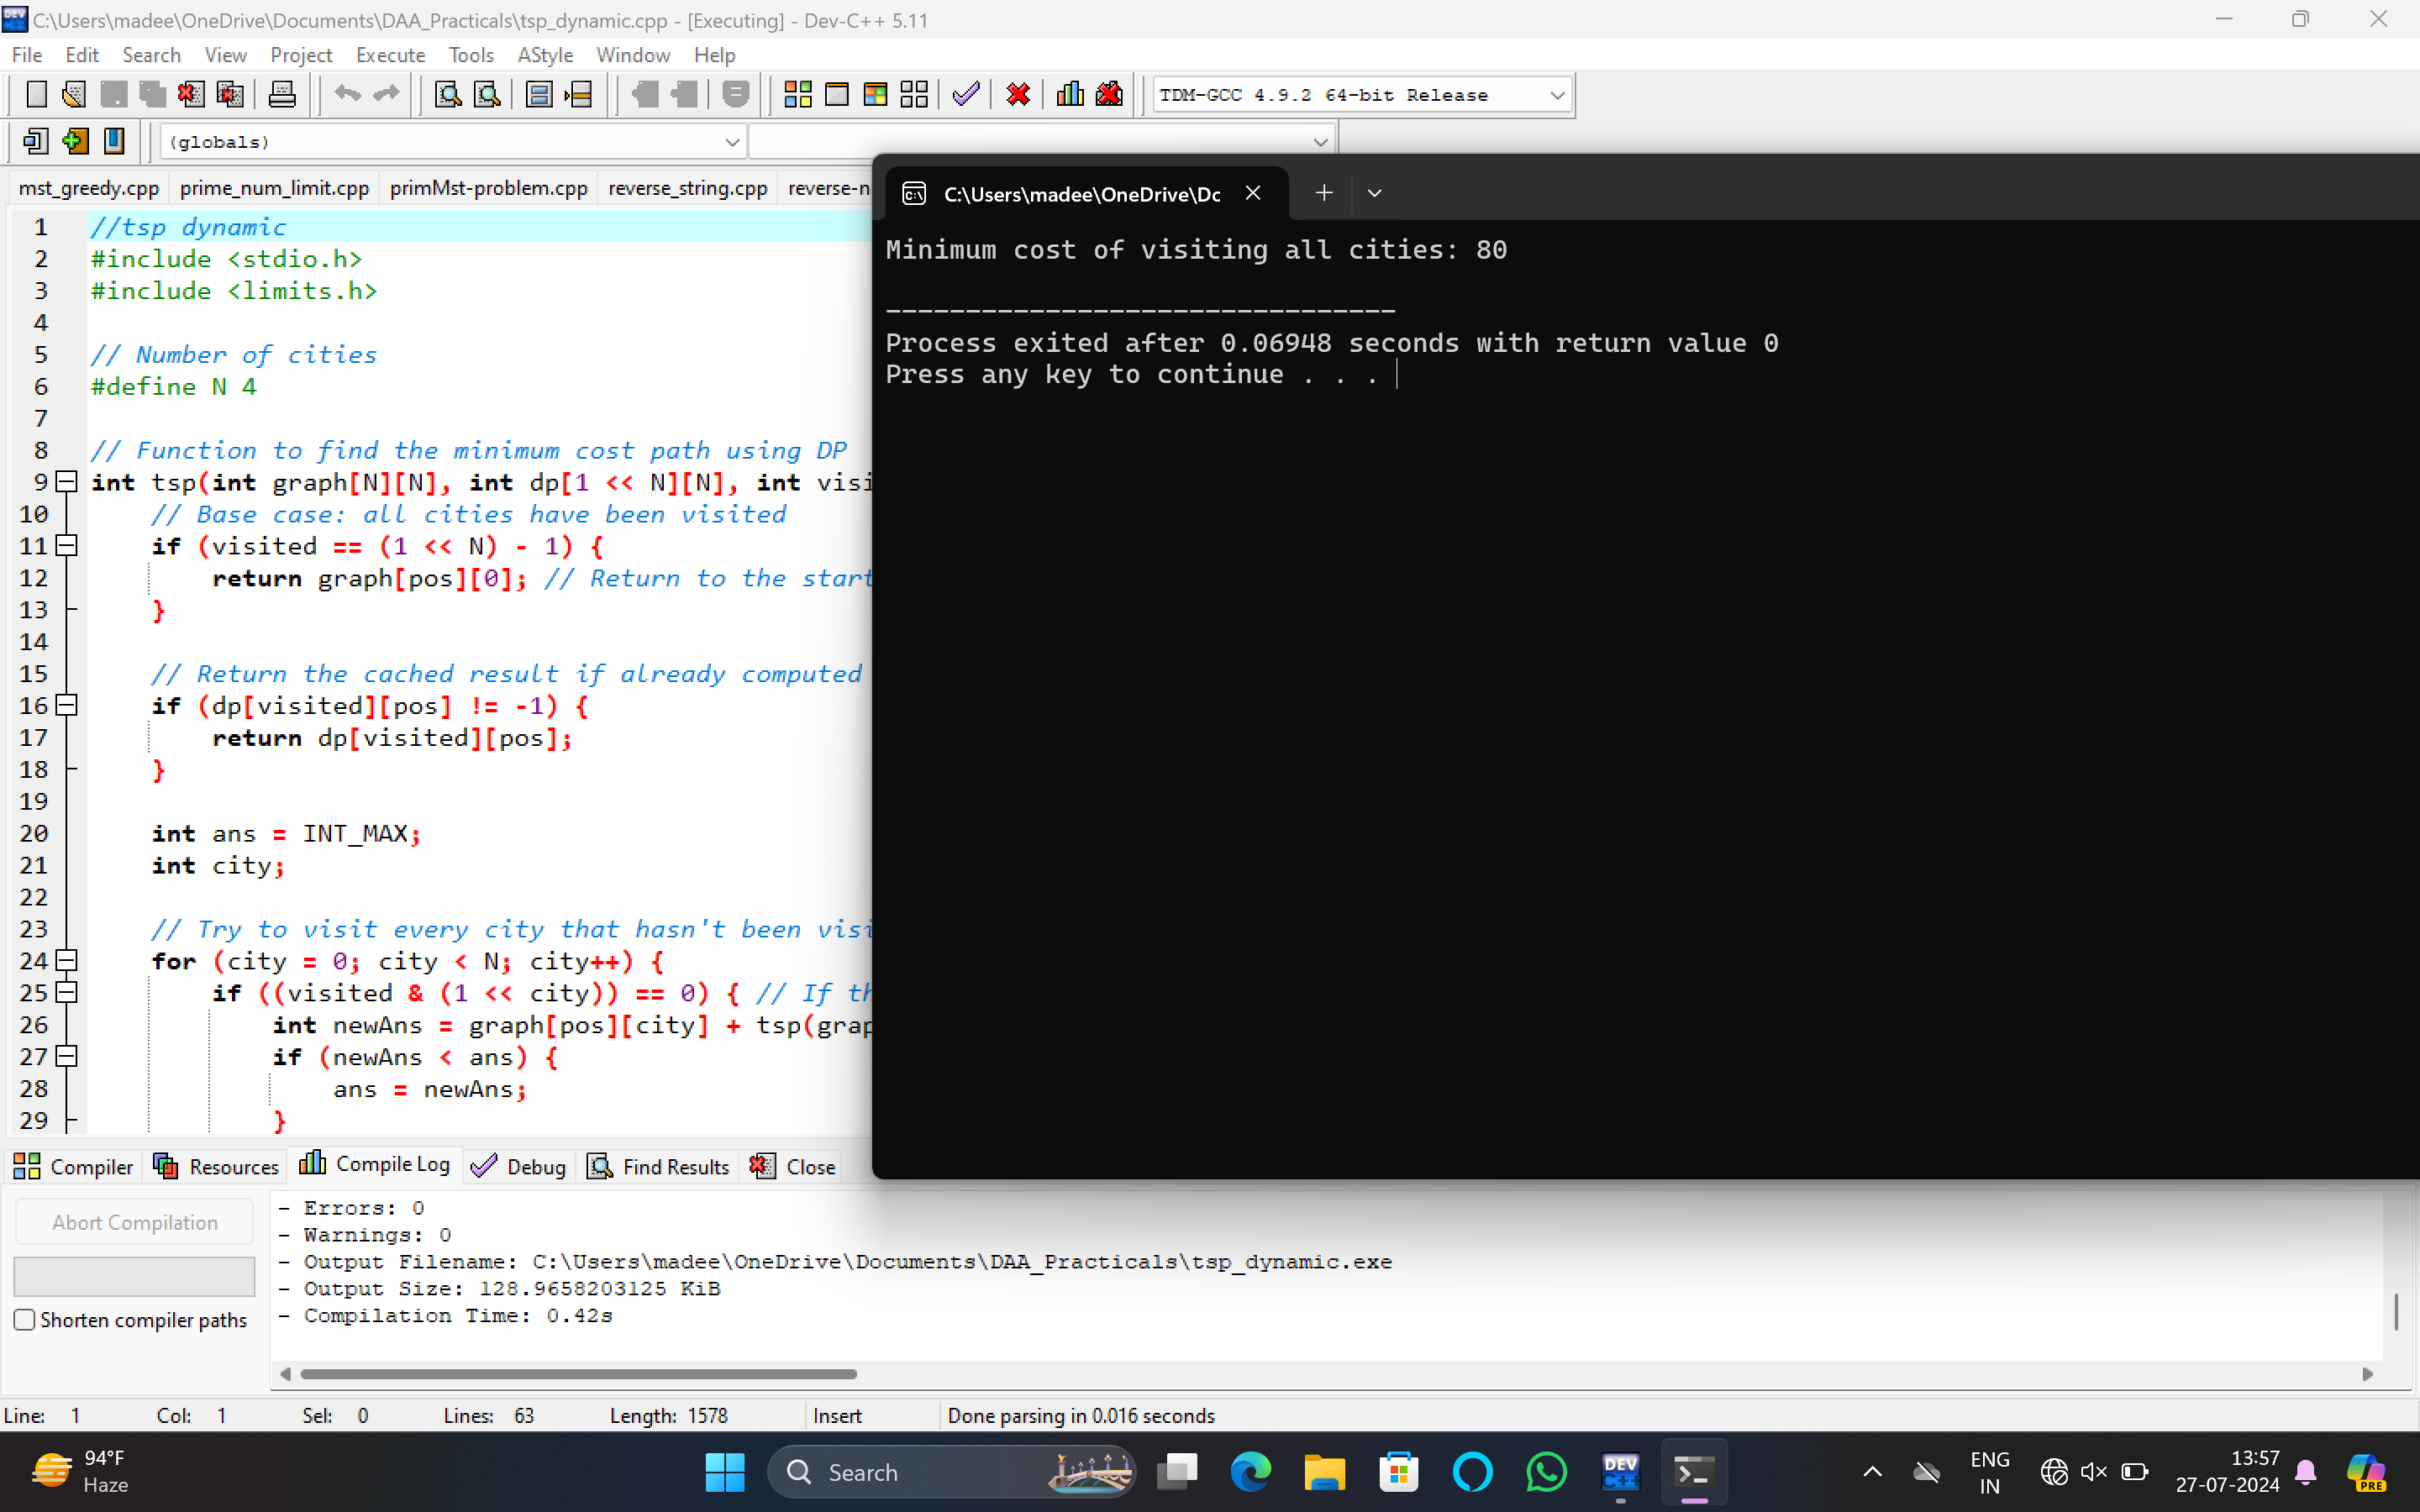 C:\Users\madee\OneDrive\Documents\DAA_Practicals\tsp_dynamic.cpp - [Executing] - Dev-C++ 5.11
File Edit Search View Project Execute Tools AStyle Window Help
TDM-GCC 4.9.2 64-bit Release
(globals)
mst_greedy.cpp prime_num_limit.cpp primMst-problem.cpp reverse_string.cpp reverse-n
C:\Users\madee\OneDrive\Dc
1 //tsp dynamic
2 #include <stdio.h>
3 #include <limits.h>
4
5 // Number of cities
6 #define N 4
7
8 // Function to find the minimum cost path using DP
9 int tsp(int graph[N][N], int dp[1 << N][N], int visi
10 // Base case: all cities have been visited
11 if (visited == (1 << N) - 1) {
12 return graph[pos][0]; // Return to the start
13 }
14
15 // Return the cached result if already computed
16 if (dp[visited][pos] != -1) {
17 return dp[visited][pos];
18 }
19
20 int ans = INT_MAX;
21 int city;
22
23 // Try to visit every city that hasn't been visi
24 for (city = 0; city < N; city++) {
25 if ((visited & (1 << city)) == 0) { // If th
26 int newAns = graph[pos][city] + tsp(grap
27 if (newAns < ans) {
28 ans = newAns;
29 }
Minimum cost of visiting all cities: 80
--------------------------------
Process exited after 0.06948 seconds with return value 0
Press any key to continue . . .
Compiler Resources Compile Log Debug Find Results Close
Abort Compilation
Shorten compiler paths
- Errors: 0
- Warnings: 0
- Output Filename: C:\Users\madee\OneDrive\Documents\DAA_Practicals\tsp_dynamic.exe
- Output Size: 128.9658203125 KiB
- Compilation Time: 0.42s
Line: 1 Col: 1 Sel: 0 Lines: 63 Length: 1578 Insert Done parsing in 0.016 seconds
94°F
Haze
Search
DEV
C++
ENG
IN
13:57
27-07-2024
PRE